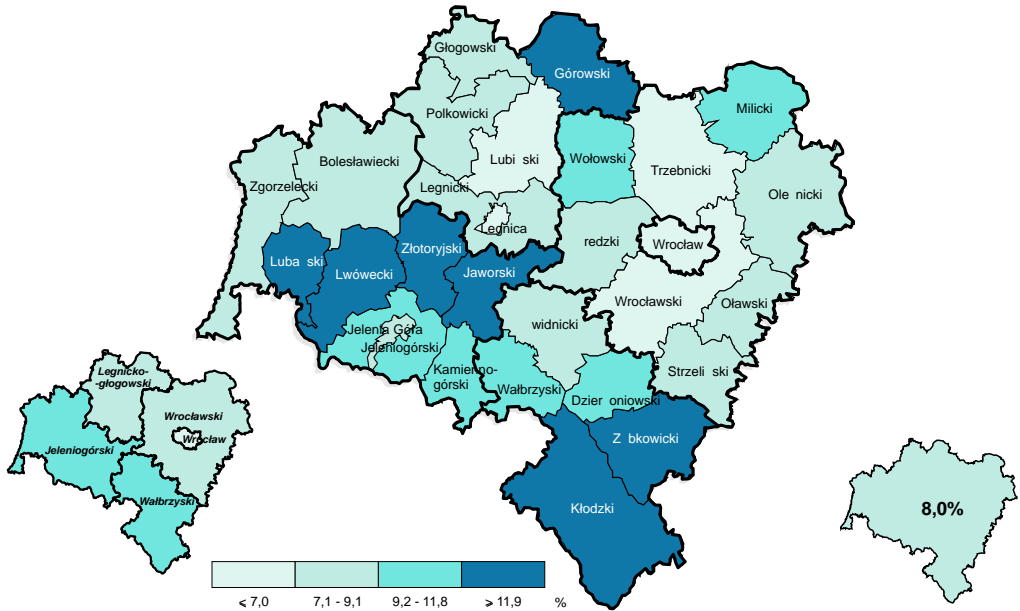 Głogowski
Górowski
Milicki
Polkowicki
Lubi ski
Wołowski
Trzebnicki
Bolesławiecki
Zgorzelecki
Legnicki
Ole nicki
Legnica
redzki
Wrocław
Luba ski
Lwówecki
Złotoryjski
Jaworski
Wrocławski
Oławski
Jelenia Góra
Jeleniogórski
widnicki
Strzeli ski
Kamienno-
górski
Wałbrzyski
Dzier oniowski
Z bkowicki
Kłodzki
Legnicko-
-głogowski
Wrocławski
Wrocław
Jeleniogórski
Wałbrzyski
8,0%
⩽ 7,0 7,1 - 9,1 9,2 - 11,8 ⩾ 11,9 %